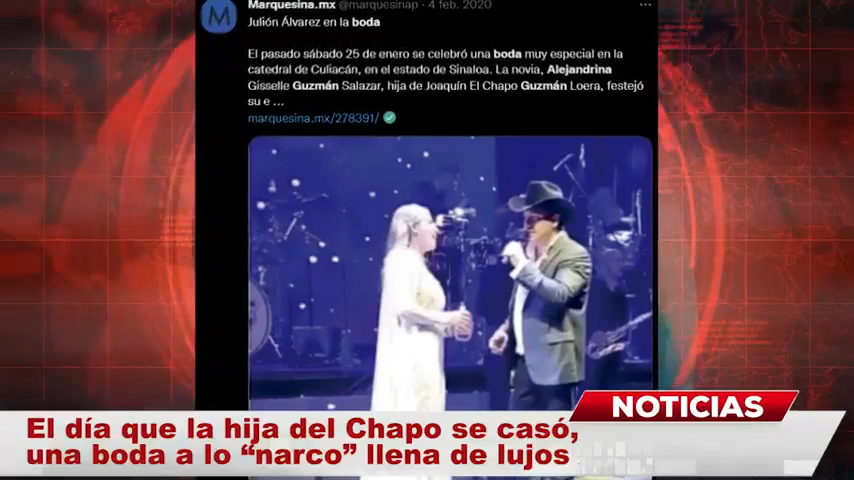 Marquesina.mx @marquesinap · 4 feb. 2020
Julión Álvarez en la boda
El pasado sábado 25 de enero se celebró una boda muy especial en la
catedral de Culiacán, en el estado de Sinaloa. La novia, Alejandrina
Gisselle Guzmán Salazar, hija de Joaquín El Chapo Guzmán Loera, festejó
su e ...
marquesina.mx/278391/
NOTICIAS
El día que la hija del Chapo se casó,
una boda a lo “narco” llena de lujos